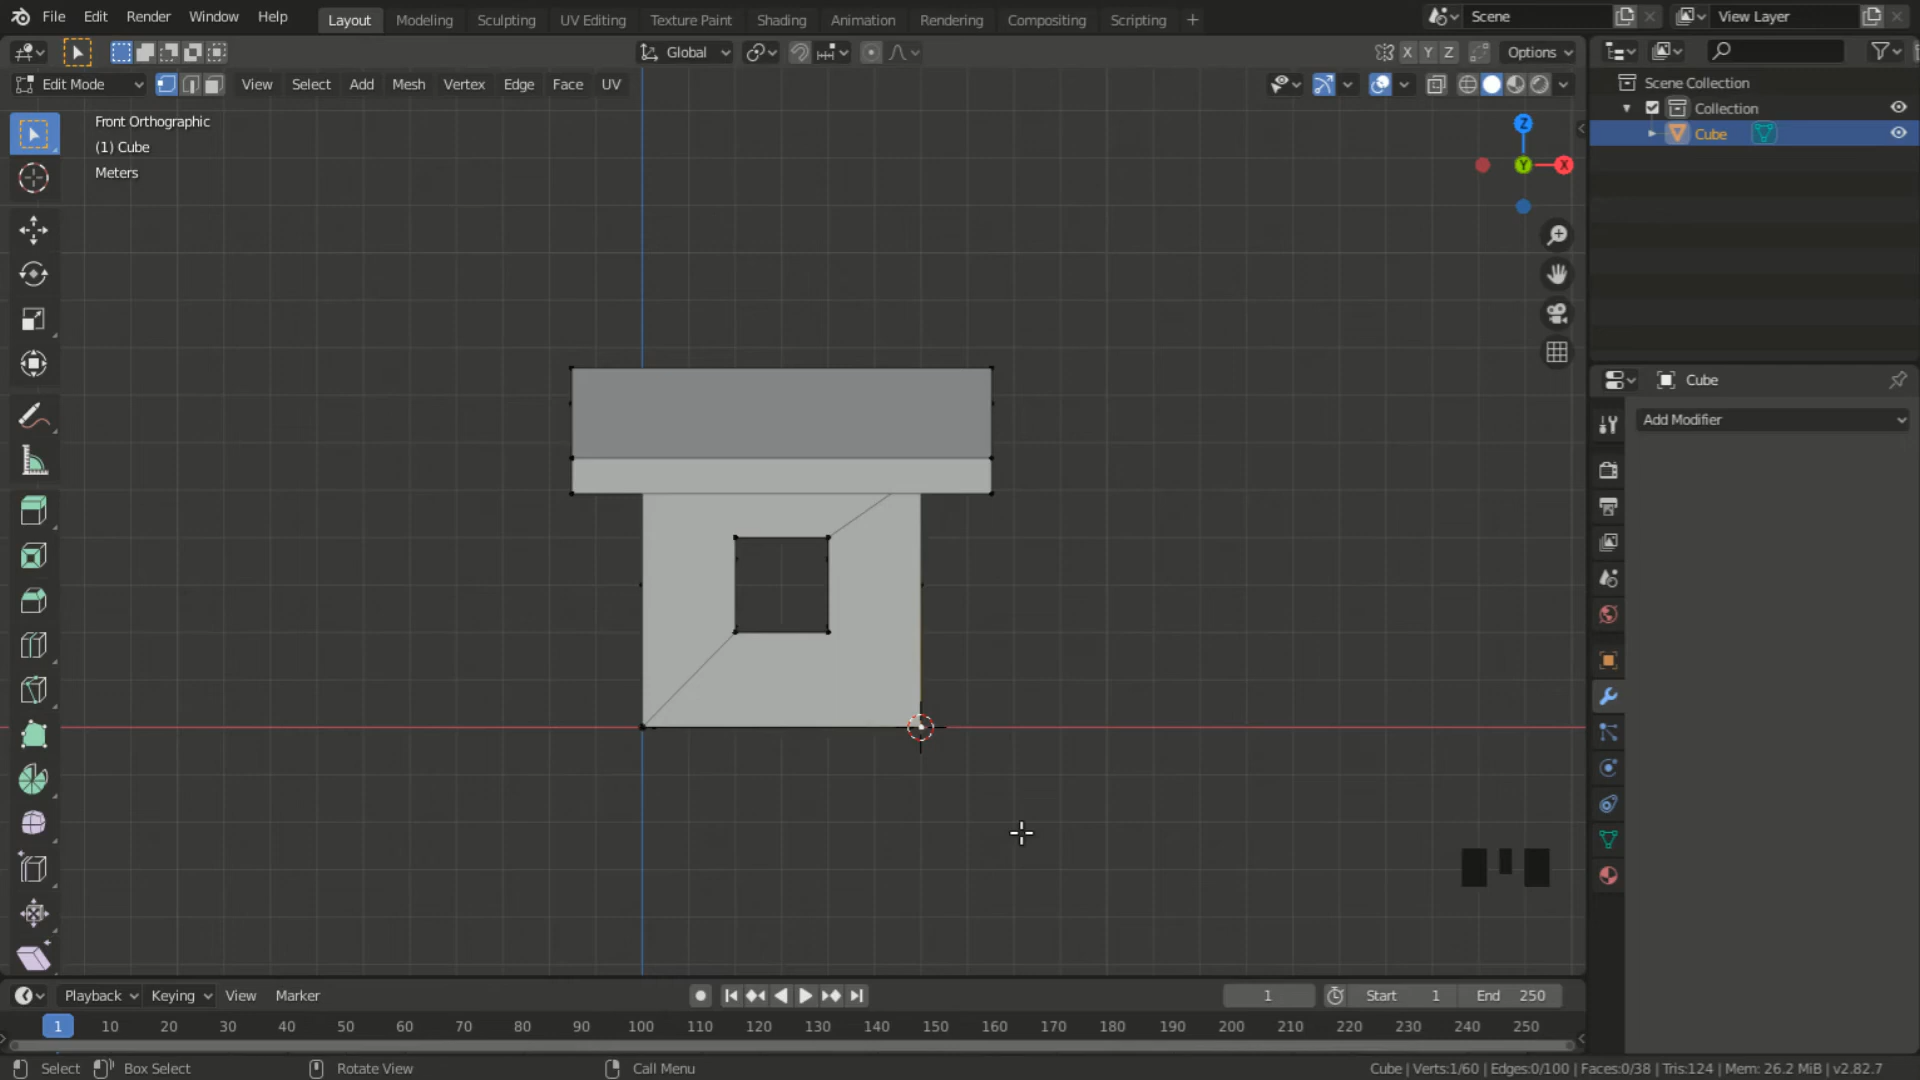 File Edit Render Window Help Layout Modeling Sculpting UV Editing Texture Paint Shading Animation Rendering Compositing Scripting + Scene View Layer
Global X Y Z Options
Edit Mode View Select Add Mesh Vertex Edge Face UV
Scene Collection
Collection
Cube
Front Orthographic
(1) Cube
Meters
Z
Y
X
Cube
Add Modifier
Playback Keying View Marker 1 Start 1 End 250
1 10 20 30 40 50 60 70 80 90 100 110 120 130 140 150 160 170 180 190 200 210 220 230 240 250
Select Box Select Rotate View Call Menu Cube | Verts:1/60 | Edges:0/100 | Faces:0/38 | Tris:124 | Mem: 26.2 MiB | v2.82.7